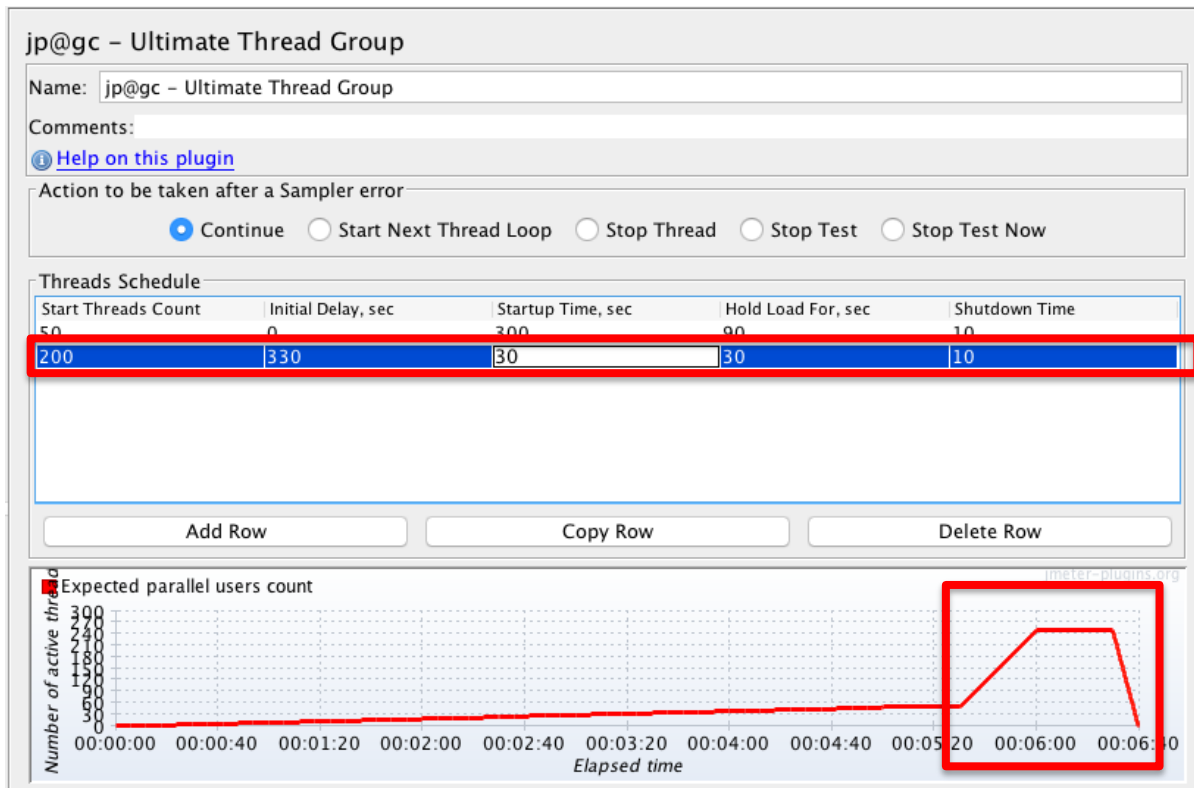 jp@gc – Ultimate Thread Group
Name: jp@gc – Ultimate Thread Group
Comments:
Help on this plugin
Action to be taken after a Sampler error
Continue Start Next Thread Loop Stop Thread Stop Test Stop Test Now
Threads Schedule
Start Threads Count Initial Delay, sec Startup Time, sec Hold Load For, sec Shutdown Time
50 0 300 90 10
200 330 30 30 10
Add Row Copy Row Delete Row
jmeter-plugins.org
Expected parallel users count
Number of active thread
300
270
240
210
180
150
120
90
60
30
0
00:00:00 00:00:40 00:01:20 00:02:00 00:02:40 00:03:20 00:04:00 00:04:40 00:05:20 00:06:00 00:06:40
Elapsed time